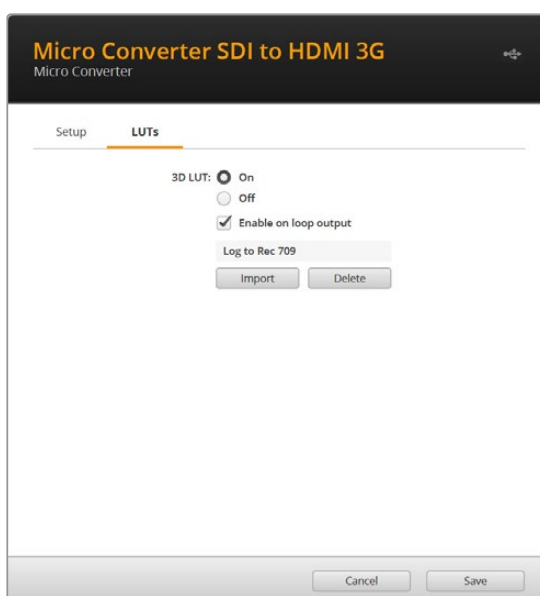 Micro Converter SDI to HDMI 3G
Micro Converter
Setup LUTs
3D LUT: On
Off
Enable on loop output
Log to Rec 709
Import Delete
Cancel Save